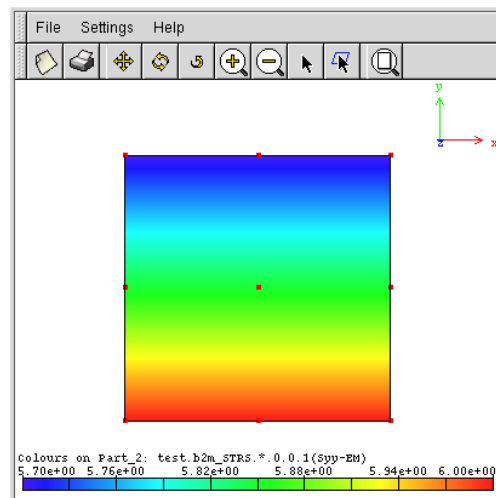 File Settings Help
y
z x
Colours on Part_2: test.b2m_STRS.*.0.0.1(Syy-EM)
5.70e+00 5.76e+00 5.82e+00 5.88e+00 5.94e+00 6.00e+00